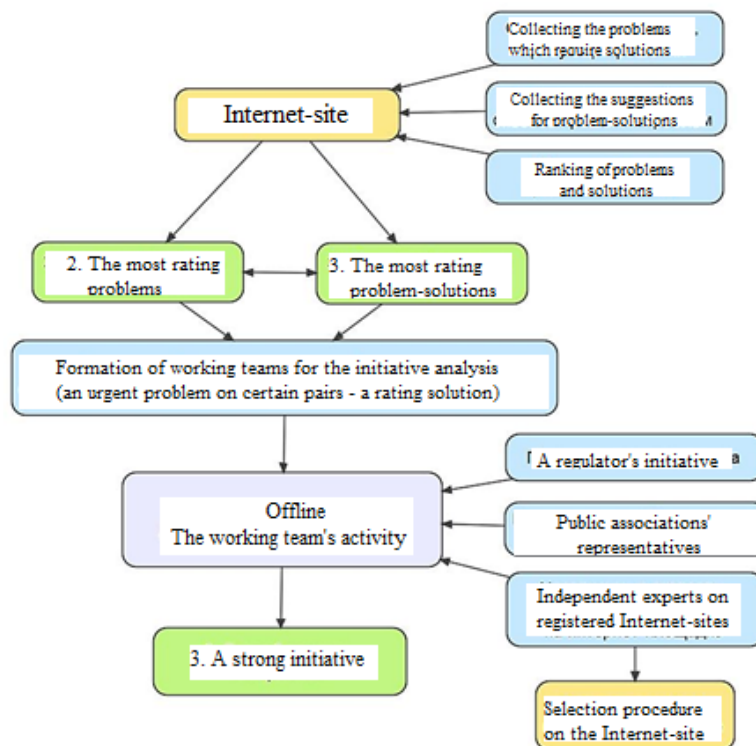 Collecting the problems
which require solutions
Internet-site
Collecting the suggestions
for problem-solutions
Ranking of problems
and solutions
2. The most rating
problems
3. The most rating
problem-solutions
Formation of working teams for the initiative analysis
(an urgent problem on certain pairs - a rating solution)
A regulator's initiative
Offline
The working team's activity
Public associations'
representatives
Independent experts on
registered Internet-sites
3. A strong initiative
Selection procedure
on the Internet-site